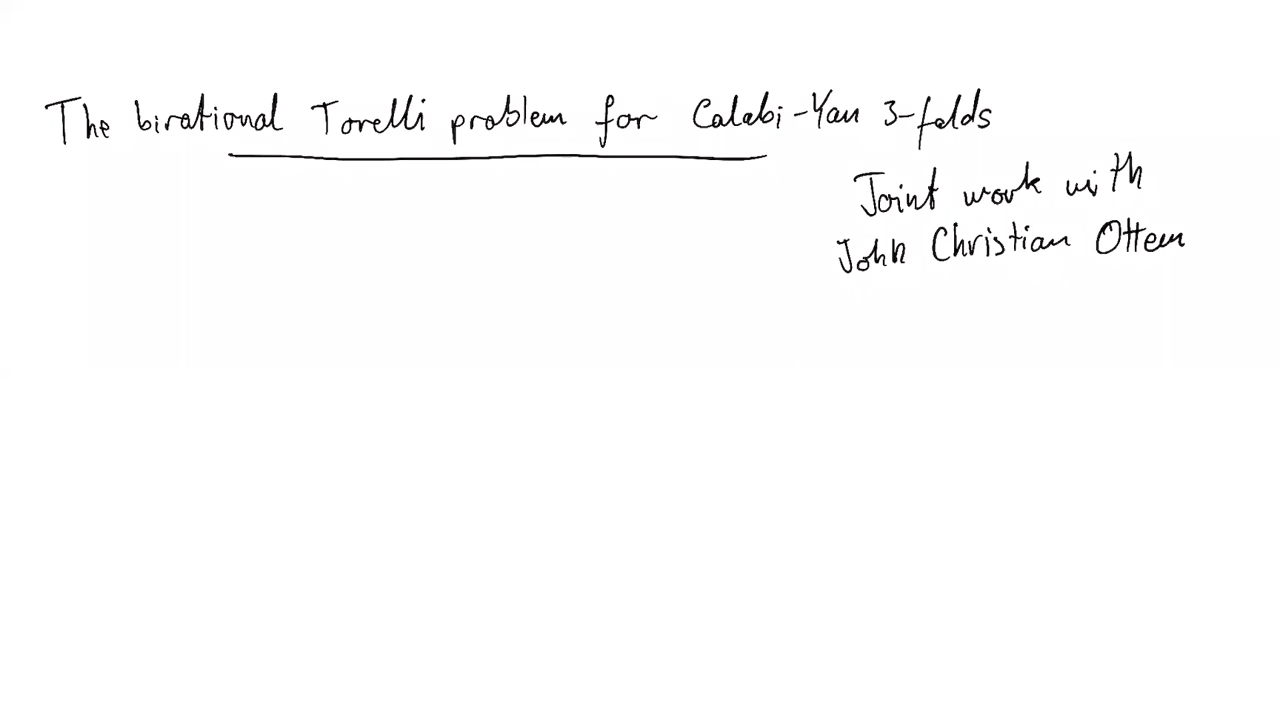 The birational Torelli problem for Calabi-Yau 3-folds
Joint work with
John Christian Ottem